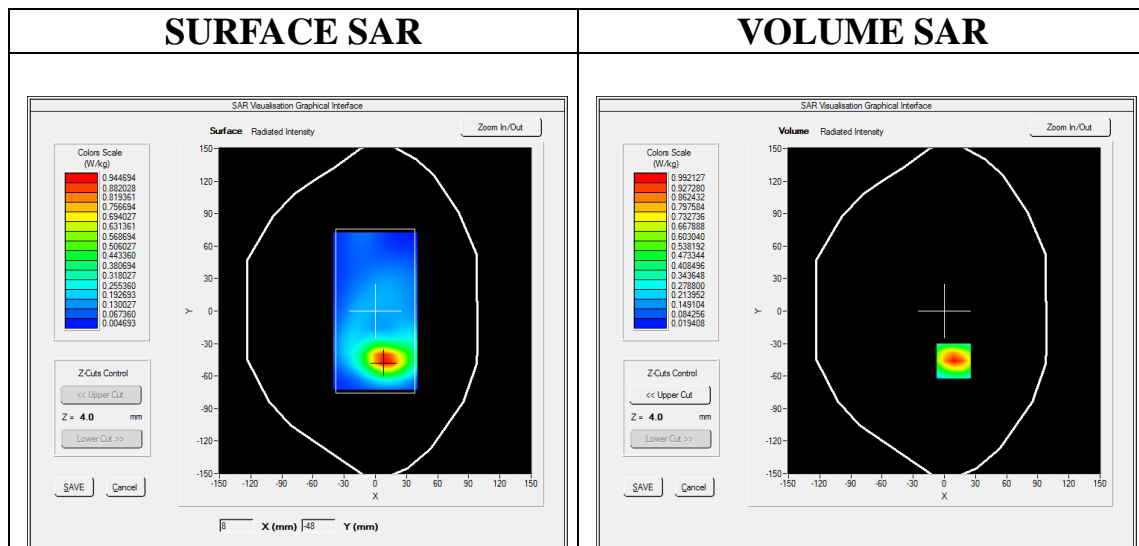 SURFACE SAR
VOLUME SAR
SAR Visualisation Graphical Interface
Surface Radiated Intensity
Zoom In/Out
Colors Scale
(W/kg)
0.944694
0.882028
0.819361
0.756694
0.694027
0.631361
0.568694
0.506027
0.443360
0.380694
0.318027
0.255360
0.192693
0.130027
0.067360
0.004693
Z-Cuts Control
<< Upper Cut
Z = 4.0 mm
Lower Cut >>
SAVE Cancel
150
120
90
60
30
0
-30
-60
-90
-120
-150
Y
-150 -120 -90 -60 -30 0 30 60 90 120 150
X
8 X (mm) -48 Y (mm)
SAR Visualisation Graphical Interface
Volume Radiated Intensity
Zoom In/Out
Colors Scale
(W/kg)
0.992127
0.927280
0.862432
0.797584
0.732736
0.667888
0.603040
0.538192
0.473344
0.408496
0.343648
0.278800
0.213952
0.149104
0.084256
0.019408
Z-Cuts Control
<< Upper Cut
Z = 4.0 mm
Lower Cut >>
SAVE Cancel
150
120
90
60
30
0
-30
-60
-90
-120
-150
Y
-150 -120 -90 -60 -30 0 30 60 90 120 150
X